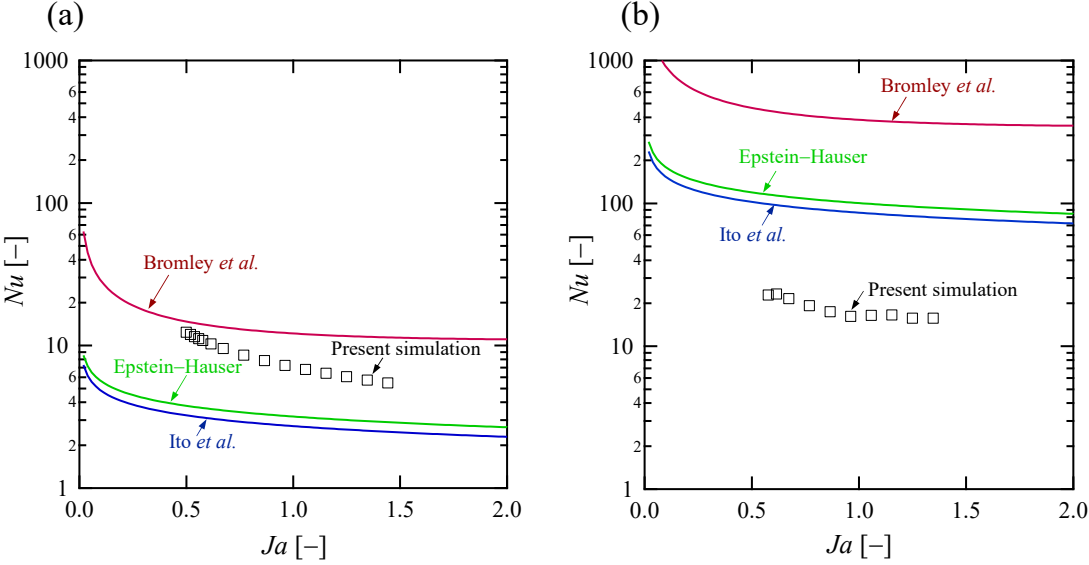 (a)
1000
6
4
2
100
6
4
2
10
6
4
2
1
Nu [−]
Bromley et al.
Present simulation
Epstein−Hauser
Ito et al.
0.0
0.5
1.0
1.5
2.0
Ja [−]
(b)
1000
6
4
2
100
6
4
2
10
6
4
2
1
Nu [−]
Bromley et al.
Epstein−Hauser
Ito et al.
Present simulation
0.0
0.5
1.0
1.5
2.0
Ja [−]